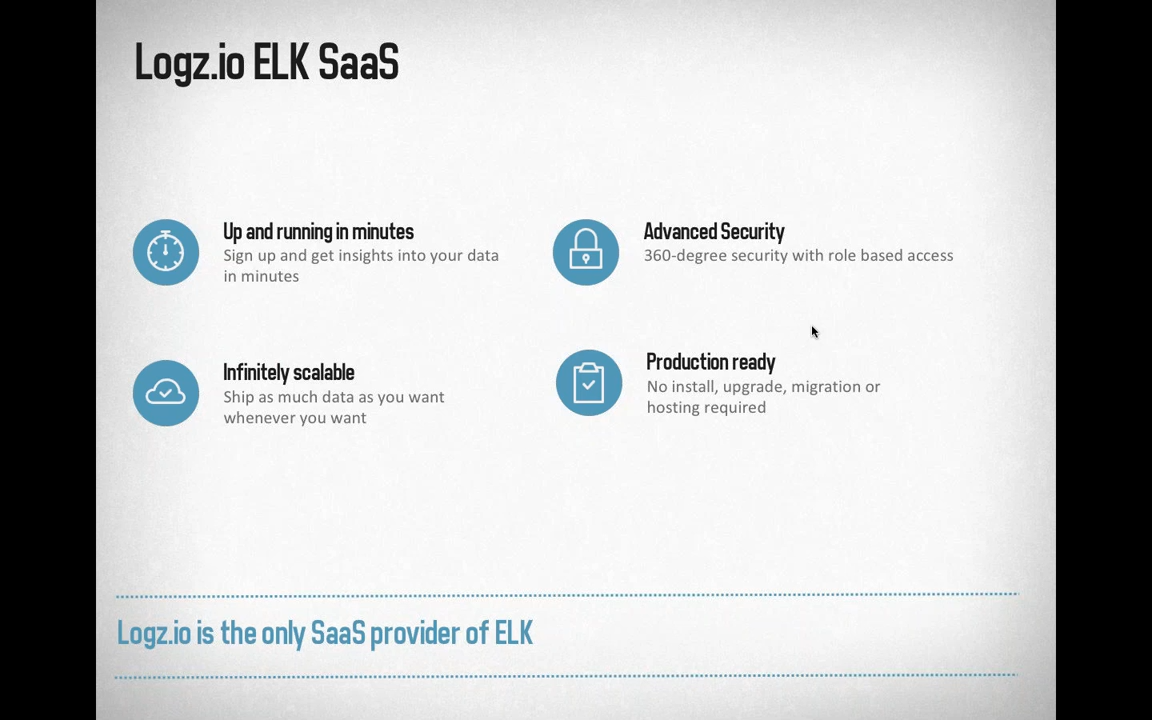 Logz.io ELK SaaS
Up and running in minutes
Sign up and get insights into your data
in minutes
Advanced Security
360-degree security with role based access
Infinitely scalable
Ship as much data as you want
whenever you want
Production ready
No install, upgrade, migration or
hosting required
Logz.io is the only SaaS provider of ELK